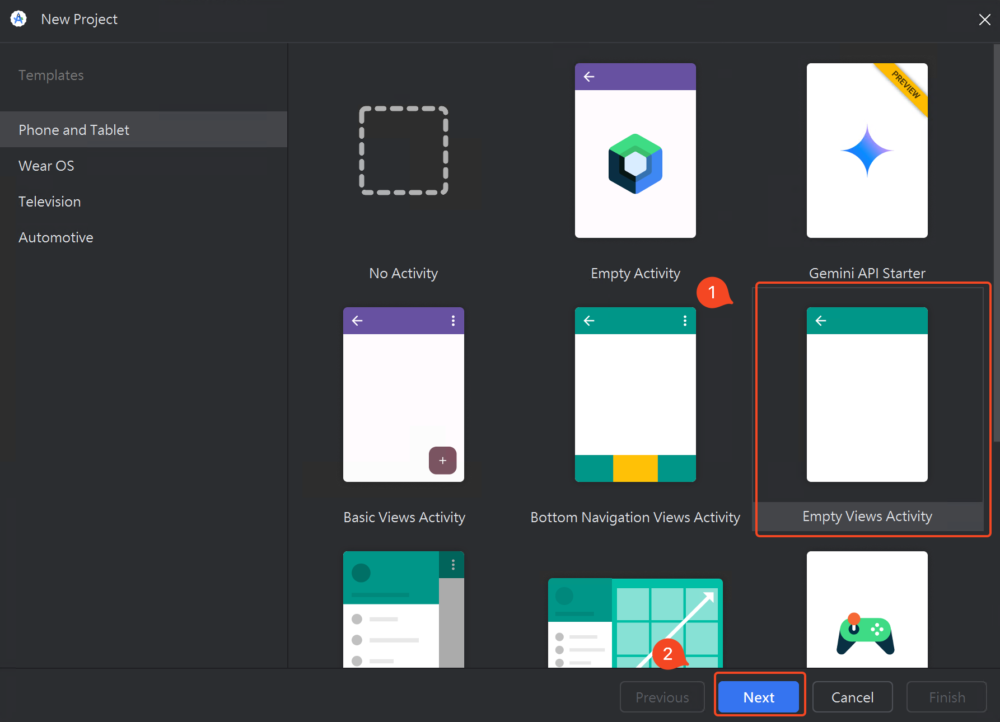 New Project
Templates
Phone and Tablet
Wear OS
Television
Automotive
PREVIEW
No Activity
Empty Activity
Gemini API Starter
1
Basic Views Activity
Bottom Navigation Views Activity
Empty Views Activity
2
Previous
Next
Cancel
Finish